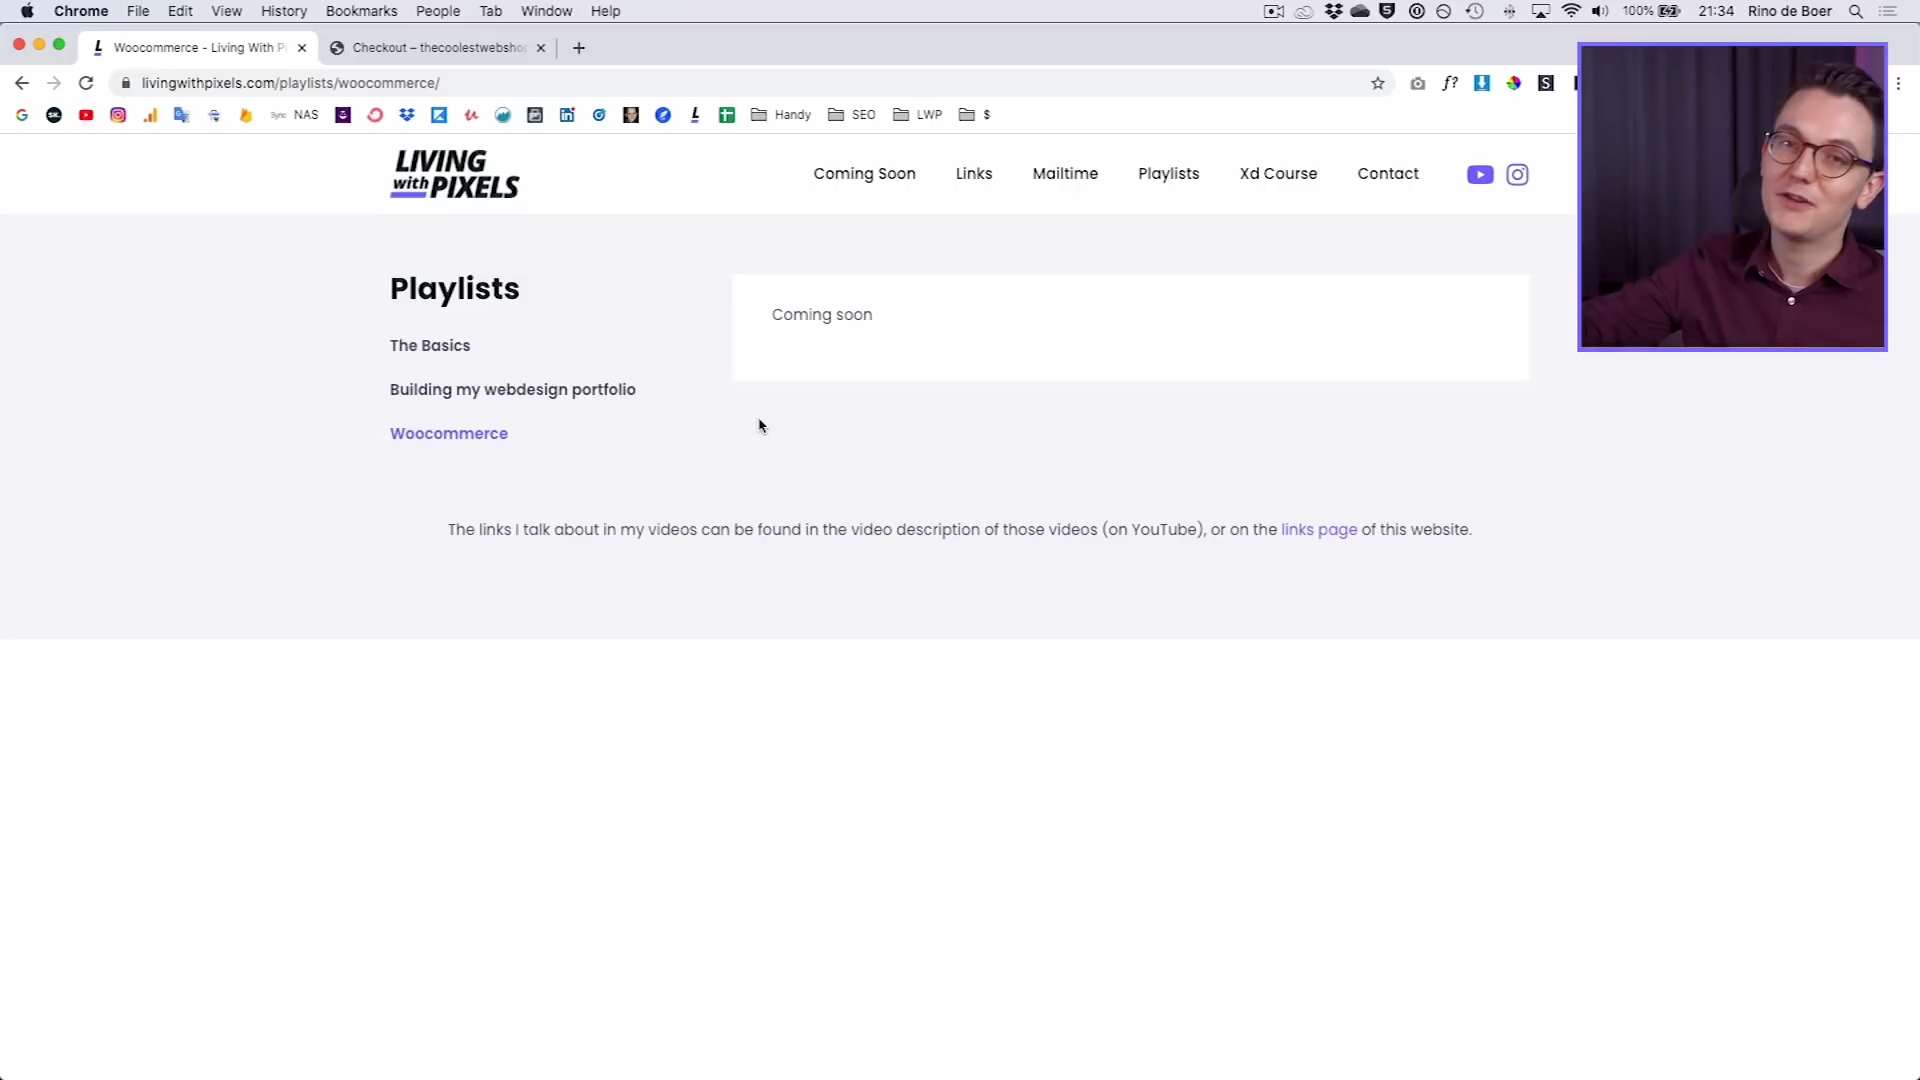 Chrome File Edit View History Bookmarks People Tab Window Help 100% 21:34 Rino de Boer
Woocommerce - Living With P Checkout – thecoolestwebsho
livingwithpixels.com/playlists/woocommerce/ f? S
G SK Sync NAS Handy SEO LWP $
LIVING with PIXELS Coming Soon Links Mailtime Playlists Xd Course Contact
Playlists
Coming soon
The Basics
Building my webdesign portfolio
Woocommerce
The links I talk about in my videos can be found in the video description of those videos (on YouTube), or on the links page of this website.